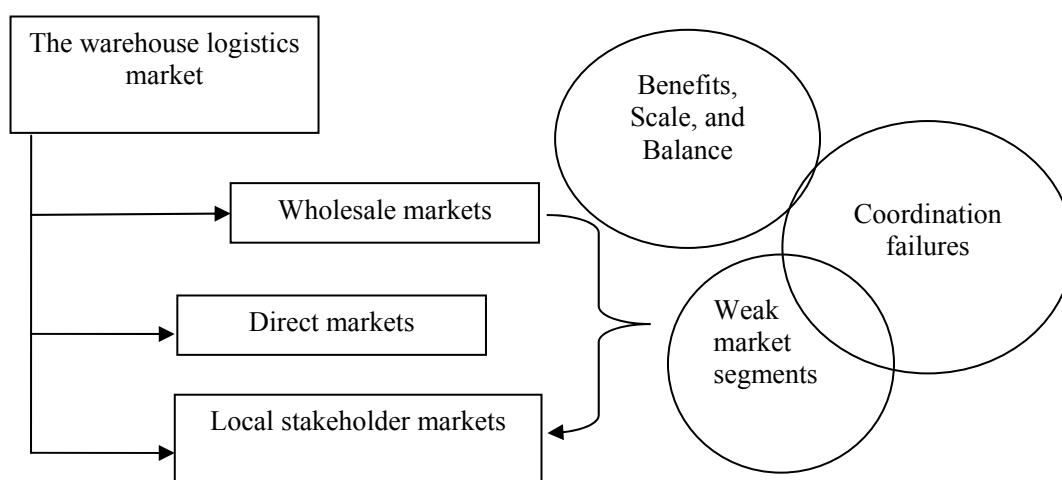 The warehouse logistics
market
Wholesale markets
Direct markets
Local stakeholder markets
Benefits,
Scale, and
Balance
Coordination
failures
Weak
market
segments